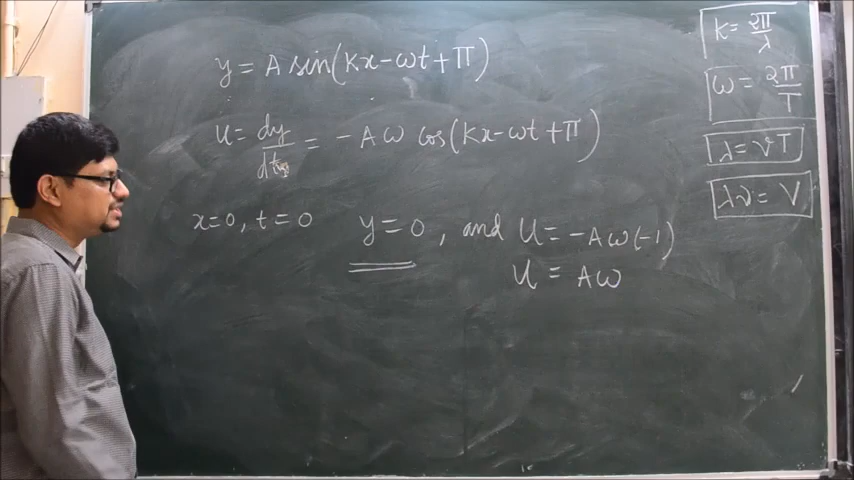 y = A sin(Kx-ωt+π)
u = dy/dt = -Aω cos(Kx-ωt+π)
x=0, t=0 y=0, and u=-Aω(-1)
u = Aω
K = 2π/λ
ω = 2π/T
λ = vT
λν = V